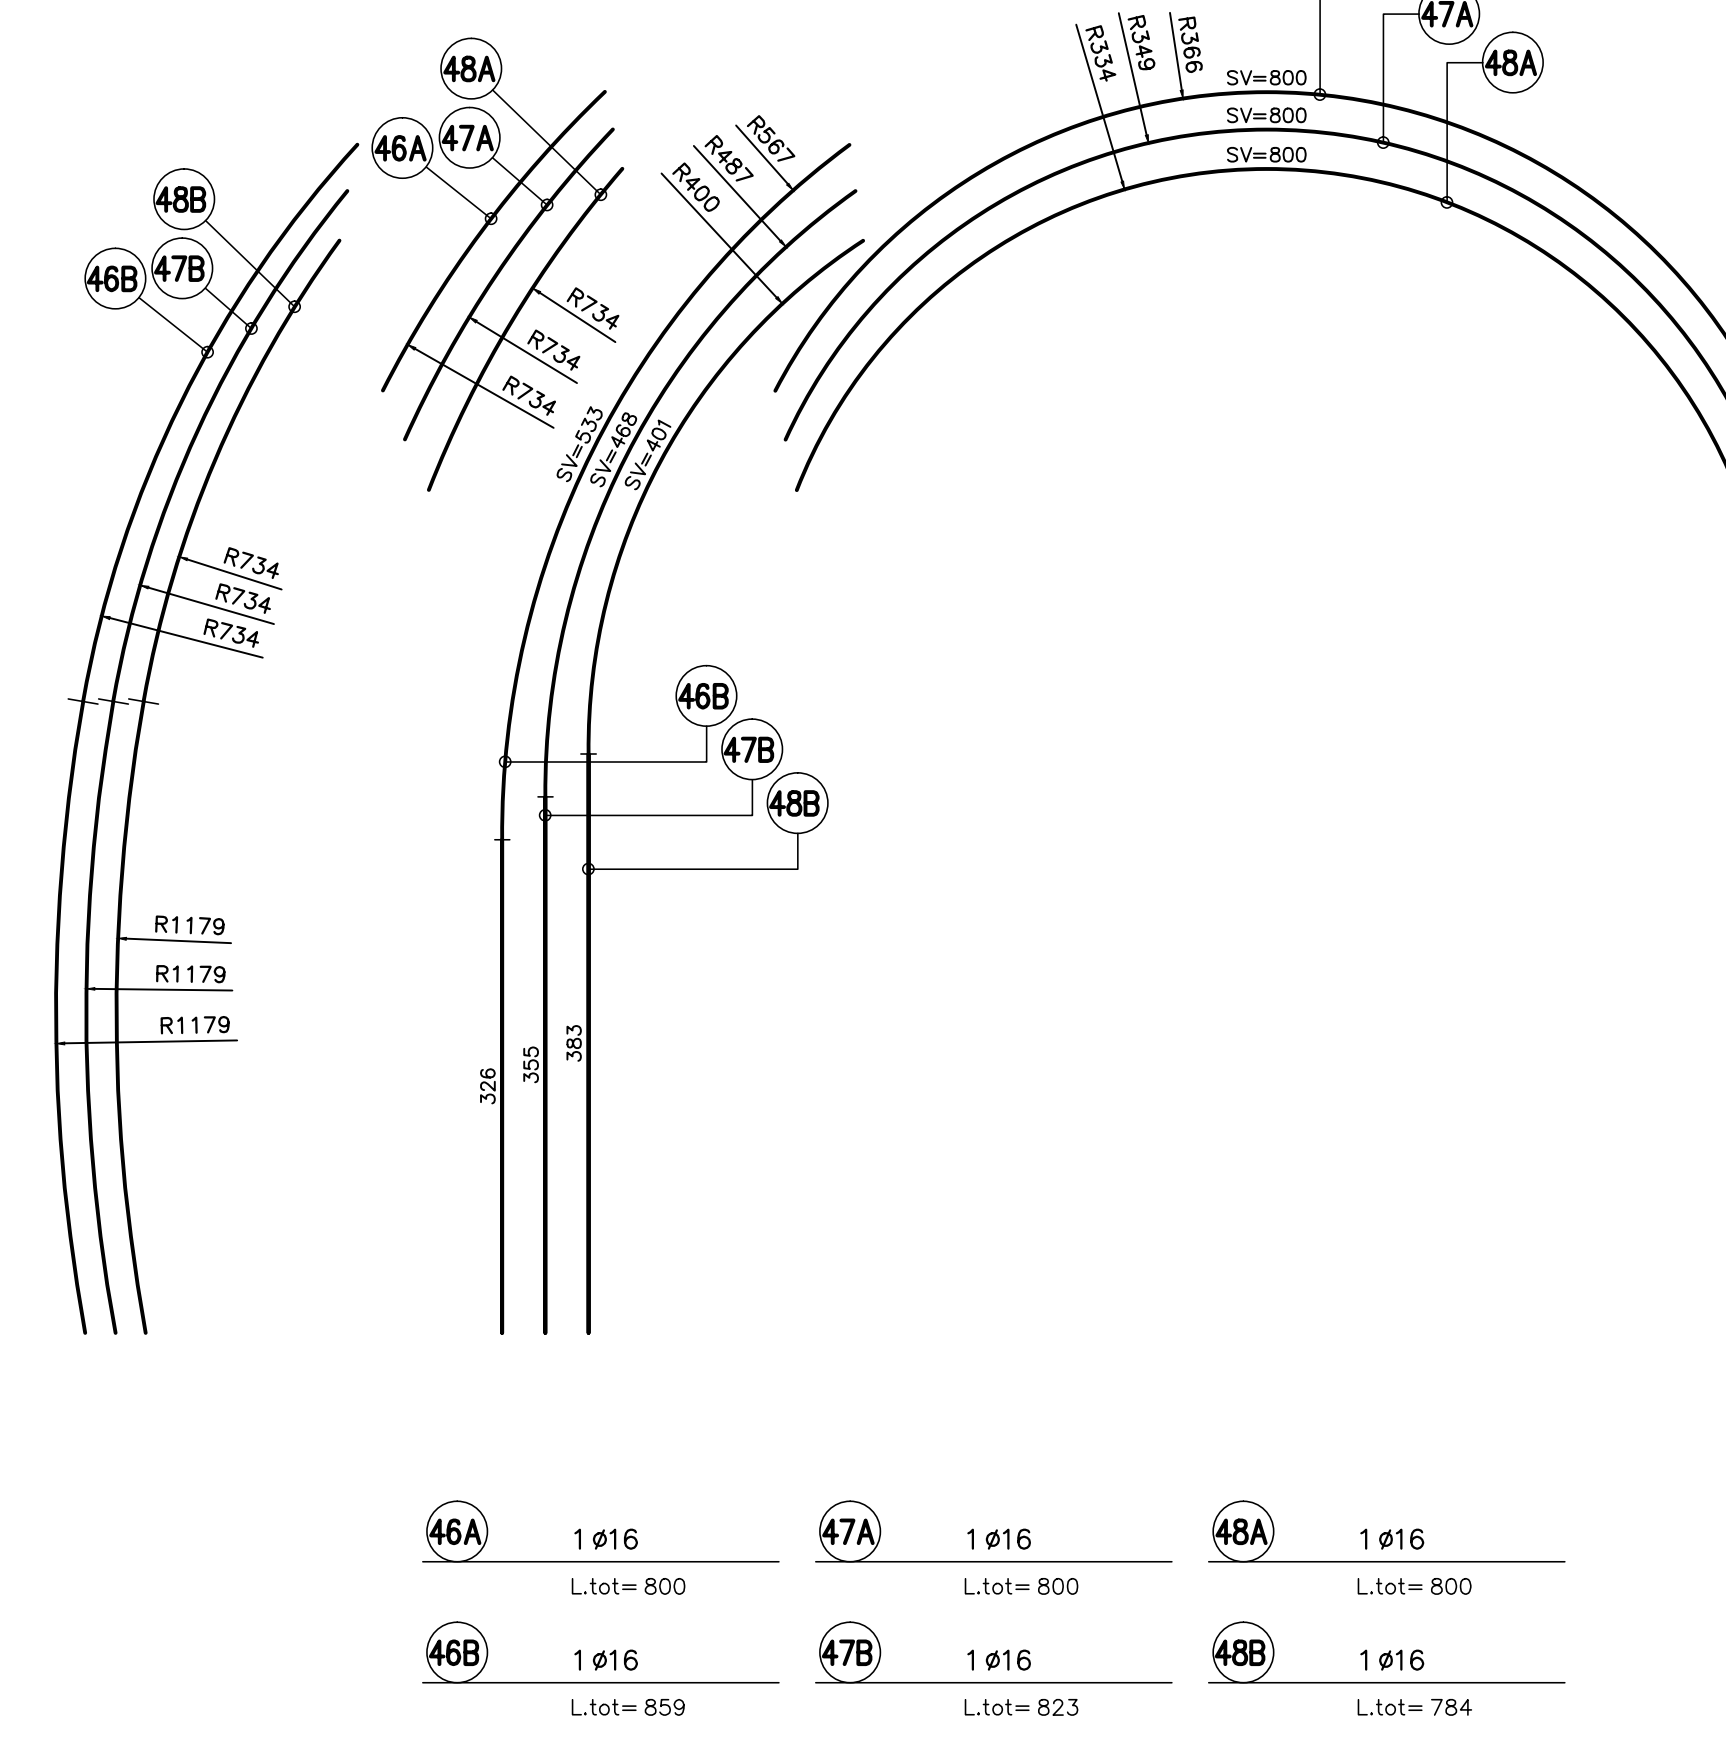 47A
48A
R334
R349
R366
SV=800
SV=800
SV=800
48A
47A
46A
48B
47B
46B
R567
R487
R400
R734
R734
R734
SV=533
SV=468
SV=401
R734
R734
R734
46B
47B
48B
R1179
R1179
R1179
326
355
383
46A 1ø16
L.tot= 800
47A 1ø16
L.tot= 800
48A 1ø16
L.tot= 800
46B 1ø16
L.tot= 859
47B 1ø16
L.tot= 823
48B 1ø16
L.tot= 784